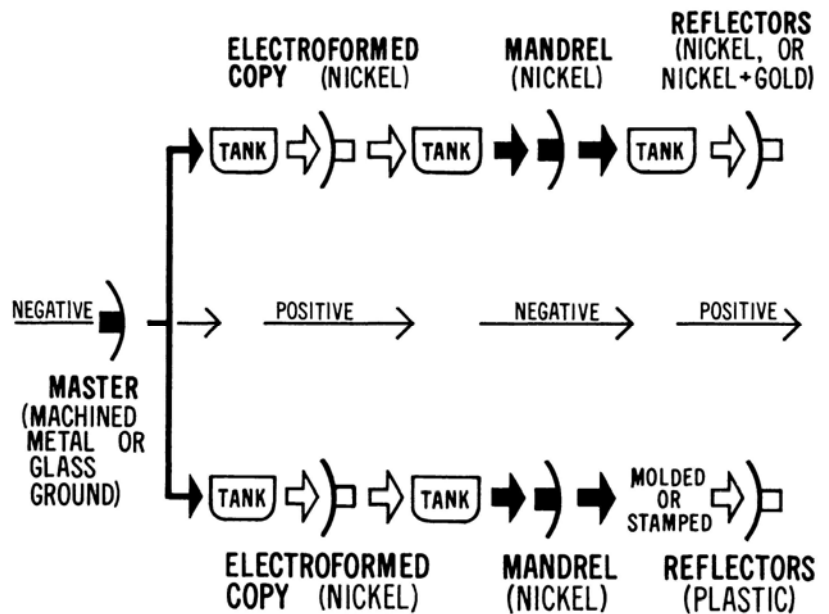 ELECTROFORMED
COPY (NICKEL)
MANDREL
(NICKEL)
REFLECTORS
(NICKEL, OR
NICKEL+GOLD)
TANK
TANK
TANK
NEGATIVE
POSITIVE
NEGATIVE
POSITIVE
MASTER
(MACHINED
METAL OR
GLASS
GROUND)
TANK
TANK
MOLDED
OR
STAMPED
ELECTROFORMED
COPY (NICKEL)
MANDREL
(NICKEL)
REFLECTORS
(PLASTIC)